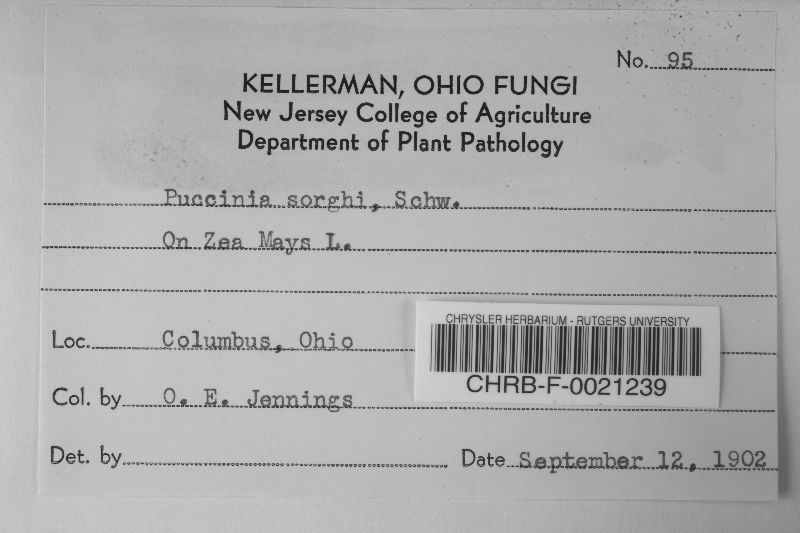 No. 95
KELLERMAN, OHIO FUNGI
New Jersey College of Agriculture
Department of Plant Pathology
Puccinia sorghi, Schw.
On Zea Mays L.
Loc. Columbus, Ohio
CHRYSLER HERBARIUM - RUTGERS UNIVERSITY
CHRB-F-0021239
Col. by O. E. Jennings
Det. by
Date September 12, 1902